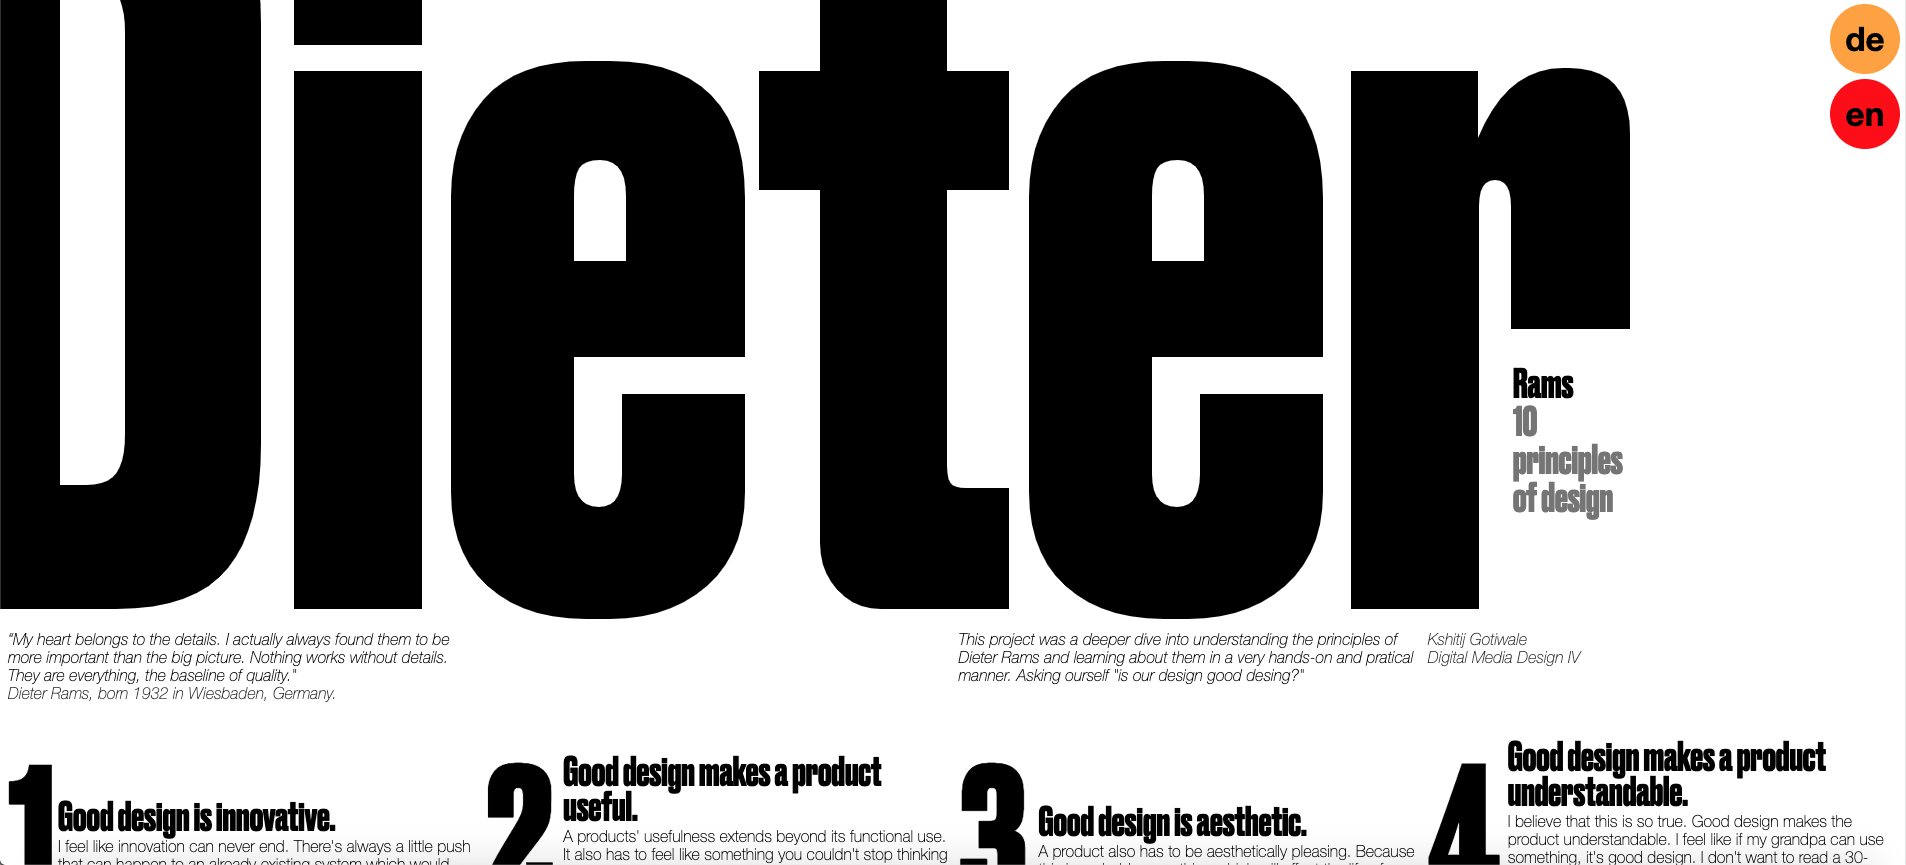 Dieter
de
en
Rams
10
principles
of design
"My heart belongs to the details. I actually always found them to be
more important than the big picture. Nothing works without details.
They are everything, the baseline of quality."
Dieter Rams, born 1932 in Wiesbaden, Germany.
This project was a deeper dive into understanding the principles of
Dieter Rams and learning about them in a very hands-on and pratical
manner. Asking ourself "is our design good desing?"
Kshitij Gotiwale
Digital Media Design IV
1
Good design is innovative.
I feel like innovation can never end. There's always a little push
that can happen to an already existing system which would
2
Good design makes a product
useful.
A products' usefulness extends beyond its functional use.
It also has to feel like something you couldn't stop thinking
3
Good design is aesthetic.
A product also has to be aesthetically pleasing. Because
4
Good design makes a product
understandable.
I believe that this is so true. Good design makes the
product understandable. I feel like if my grandpa can use
something, it's good design. I don't want to read a 30-